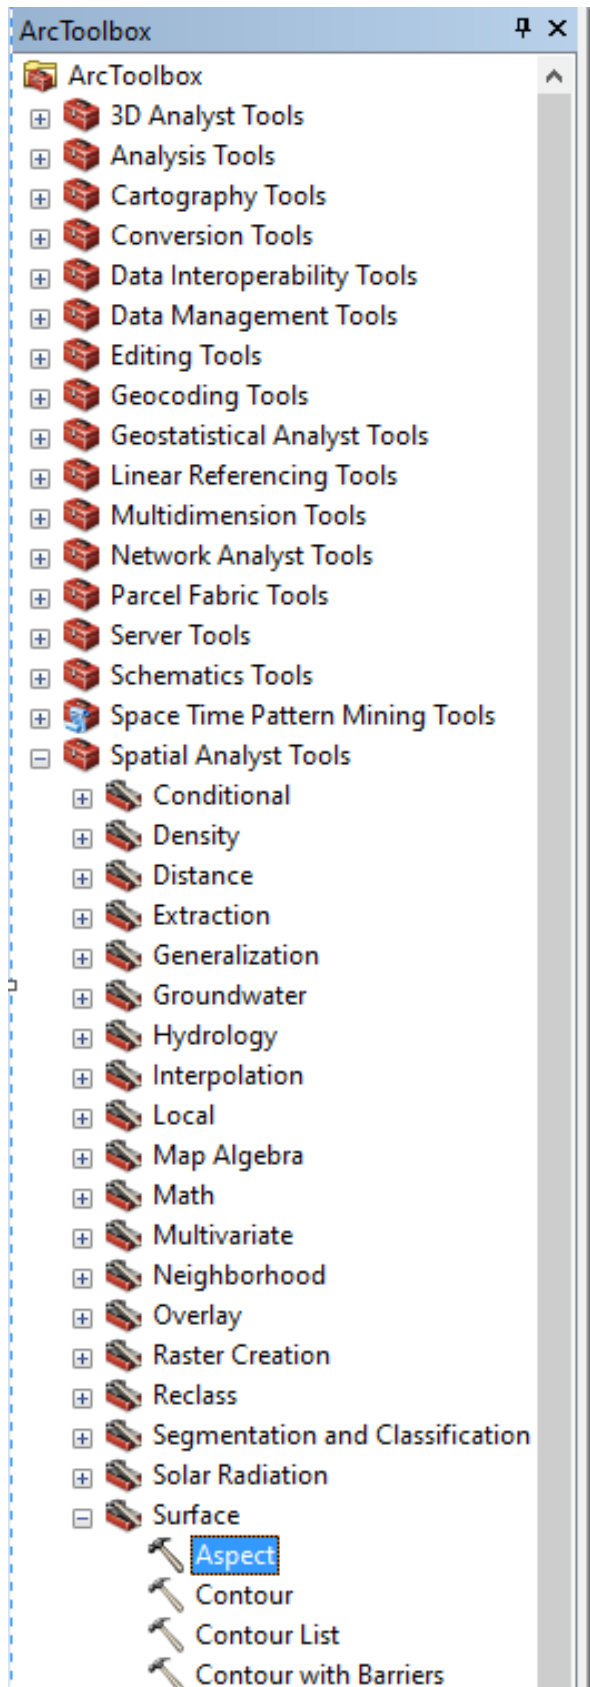 ArcToolbox
ArcToolbox
3D Analyst Tools
Analysis Tools
Cartography Tools
Conversion Tools
Data Interoperability Tools
Data Management Tools
Editing Tools
Geocoding Tools
Geostatistical Analyst Tools
Linear Referencing Tools
Multidimension Tools
Network Analyst Tools
Parcel Fabric Tools
Server Tools
Schematics Tools
Space Time Pattern Mining Tools
Spatial Analyst Tools
Conditional
Density
Distance
Extraction
Generalization
Groundwater
Hydrology
Interpolation
Local
Map Algebra
Math
Multivariate
Neighborhood
Overlay
Raster Creation
Reclass
Segmentation and Classification
Solar Radiation
Surface
Aspect
Contour
Contour List
Contour with Barriers